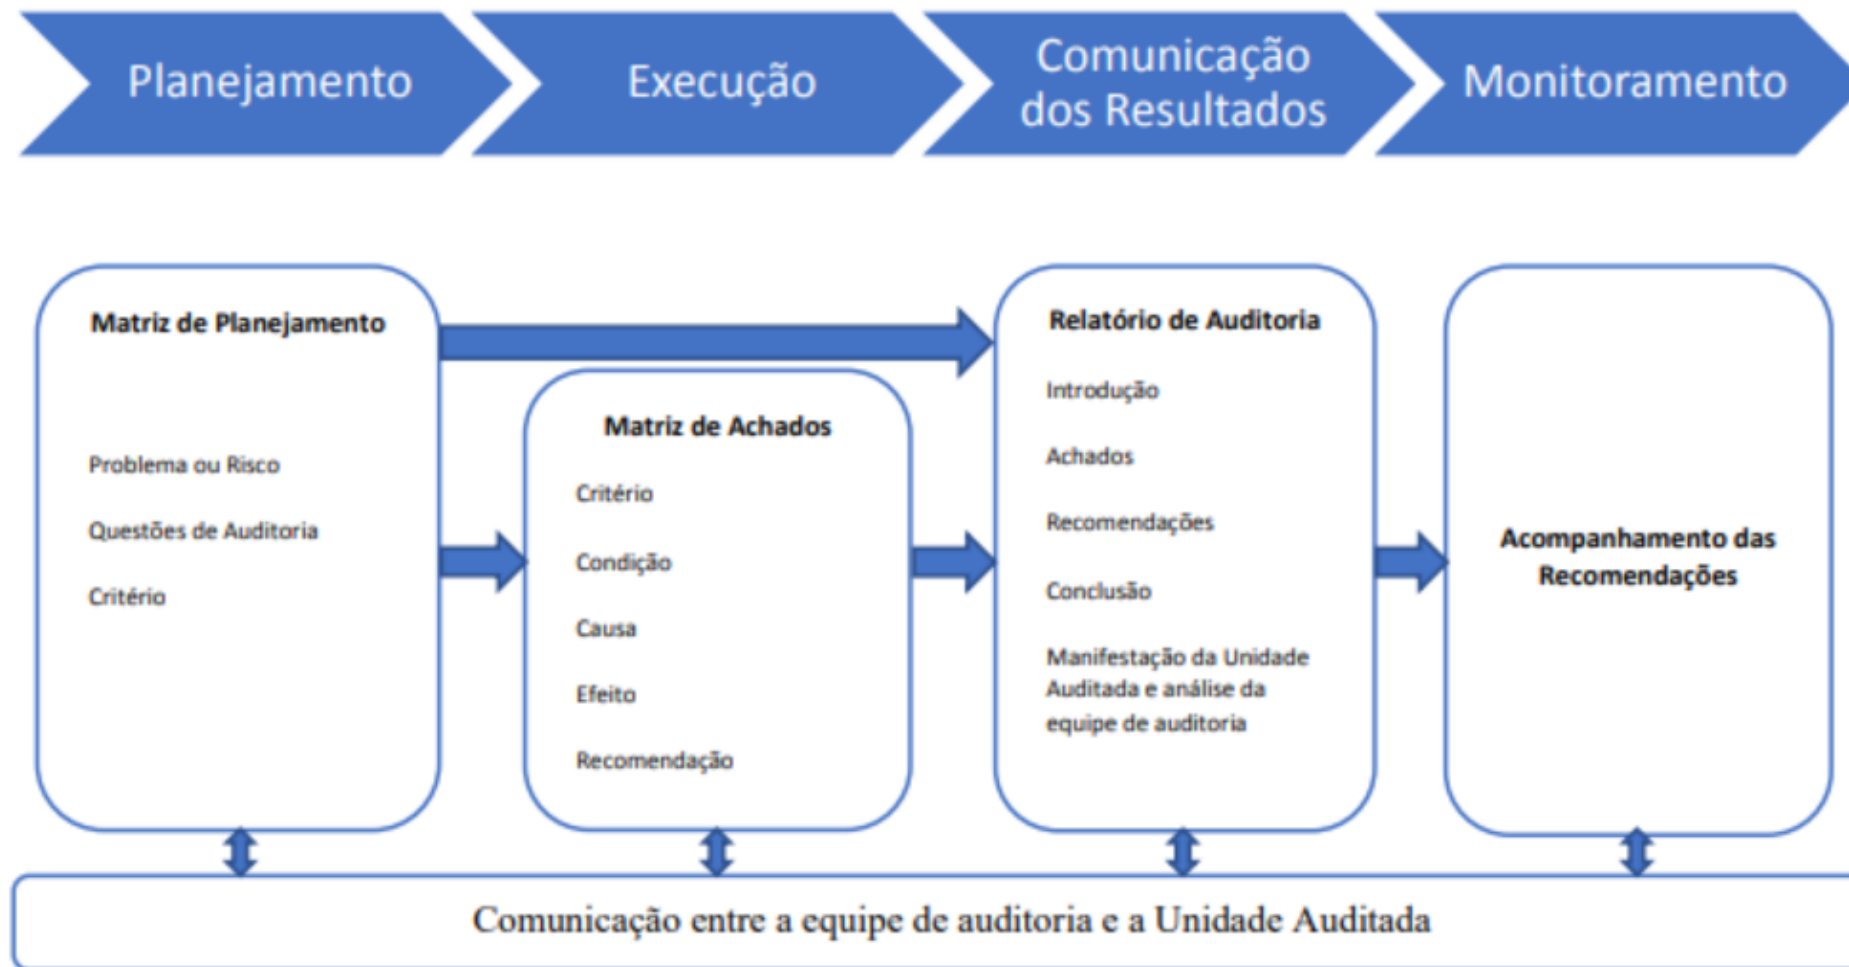 Planejamento
Execução
Comunicação
dos Resultados
Monitoramento
Matriz de Planejamento
Problema ou Risco
Questões de Auditoria
Critério
Matriz de Achados
Critério
Condição
Causa
Efeito
Recomendação
Relatório de Auditoria
Introdução
Achados
Recomendações
Conclusão
Manifestação da Unidade
Auditada e análise da
equipe de auditoria
Acompanhamento das
Recomendações
Comunicação entre a equipe de auditoria e a Unidade Auditada